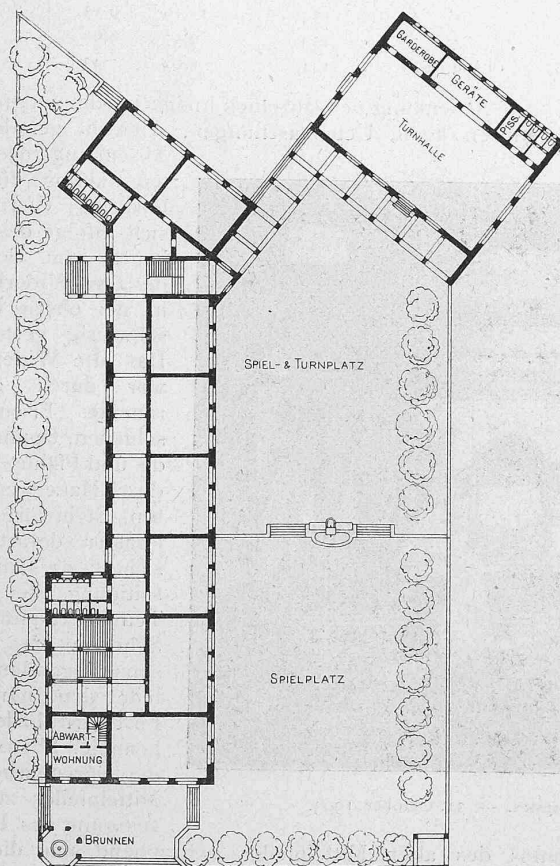 GARDEROBE
GERÄTE
PISS.
TURNHALLE
SPIEL- & TURNPLATZ
SPIELPLATZ
ABWART-
WOHNUNG
BRUNNEN